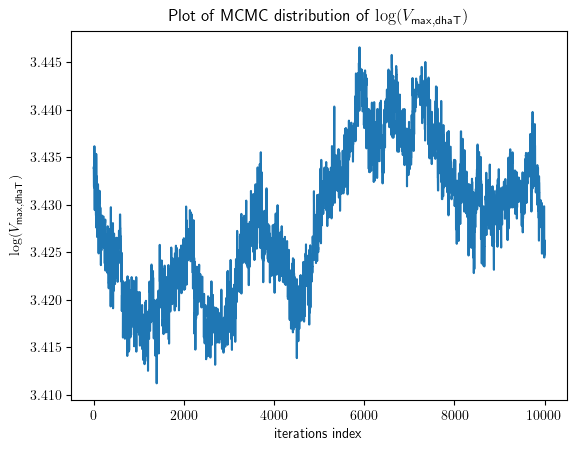 Plot of MCMC distribution of log(V_max,dhaT)
log(V_max,dhaT)
3.445
3.440
3.435
3.430
3.425
3.420
3.415
3.410
0 2000 4000 6000 8000 10000
iterations index